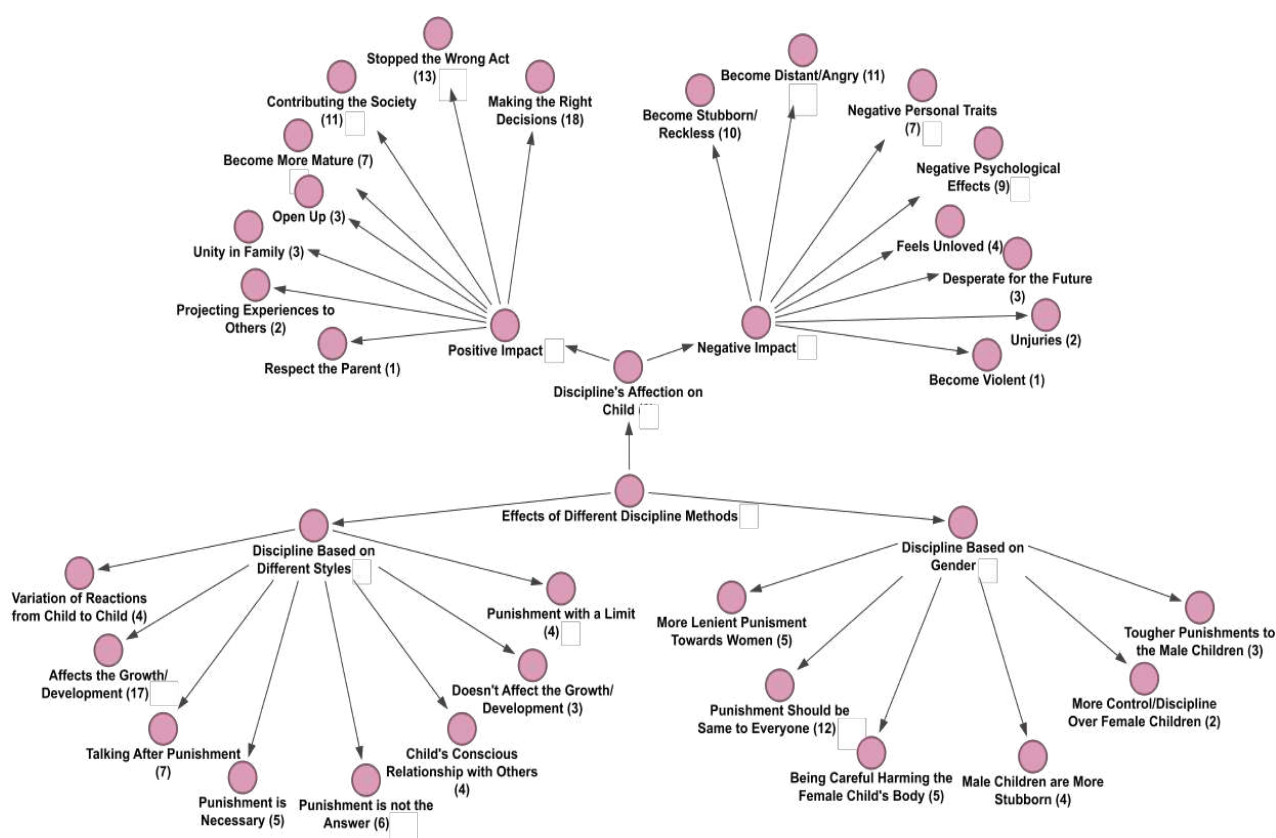 Stopped the Wrong Act
(13)
Contributing the Society
(11)
Making the Right
Decisions (18)
Become More Mature (7)
Open Up (3)
Unity in Family (3)
Projecting Experiences to
Others (2)
Respect the Parent (1)
Positive Impact
Become Distant/Angry (11)
Become Stubborn/
Reckless (10)
Negative Personal Traits
(7)
Negative Psychological
Effects (9)
Feels Unloved (4)
Desperate for the Future
(3)
Unjuries (2)
Become Violent (1)
Negative Impact
Discipline's Affection on
Child
Effects of Different Discipline Methods
Discipline Based on
Different Styles
Variation of Reactions
from Child to Child (4)
Affects the Growth/
Development (17)
Talking After Punishment
(7)
Punishment is
Necessary (5)
Punishment is not the
Answer (6)
Child's Conscious
Relationship with Others
(4)
Doesn't Affect the Growth/
Development (3)
Punishment with a Limit
(4)
Discipline Based on
Gender
More Lenient Punisment
Towards Women (5)
Punishment Should be
Same to Everyone (12)
Being Careful Harming the
Female Child's Body (5)
Male Children are More
Stubborn (4)
More Control/Discipline
Over Female Children (2)
Tougher Punishments to
the Male Children (3)